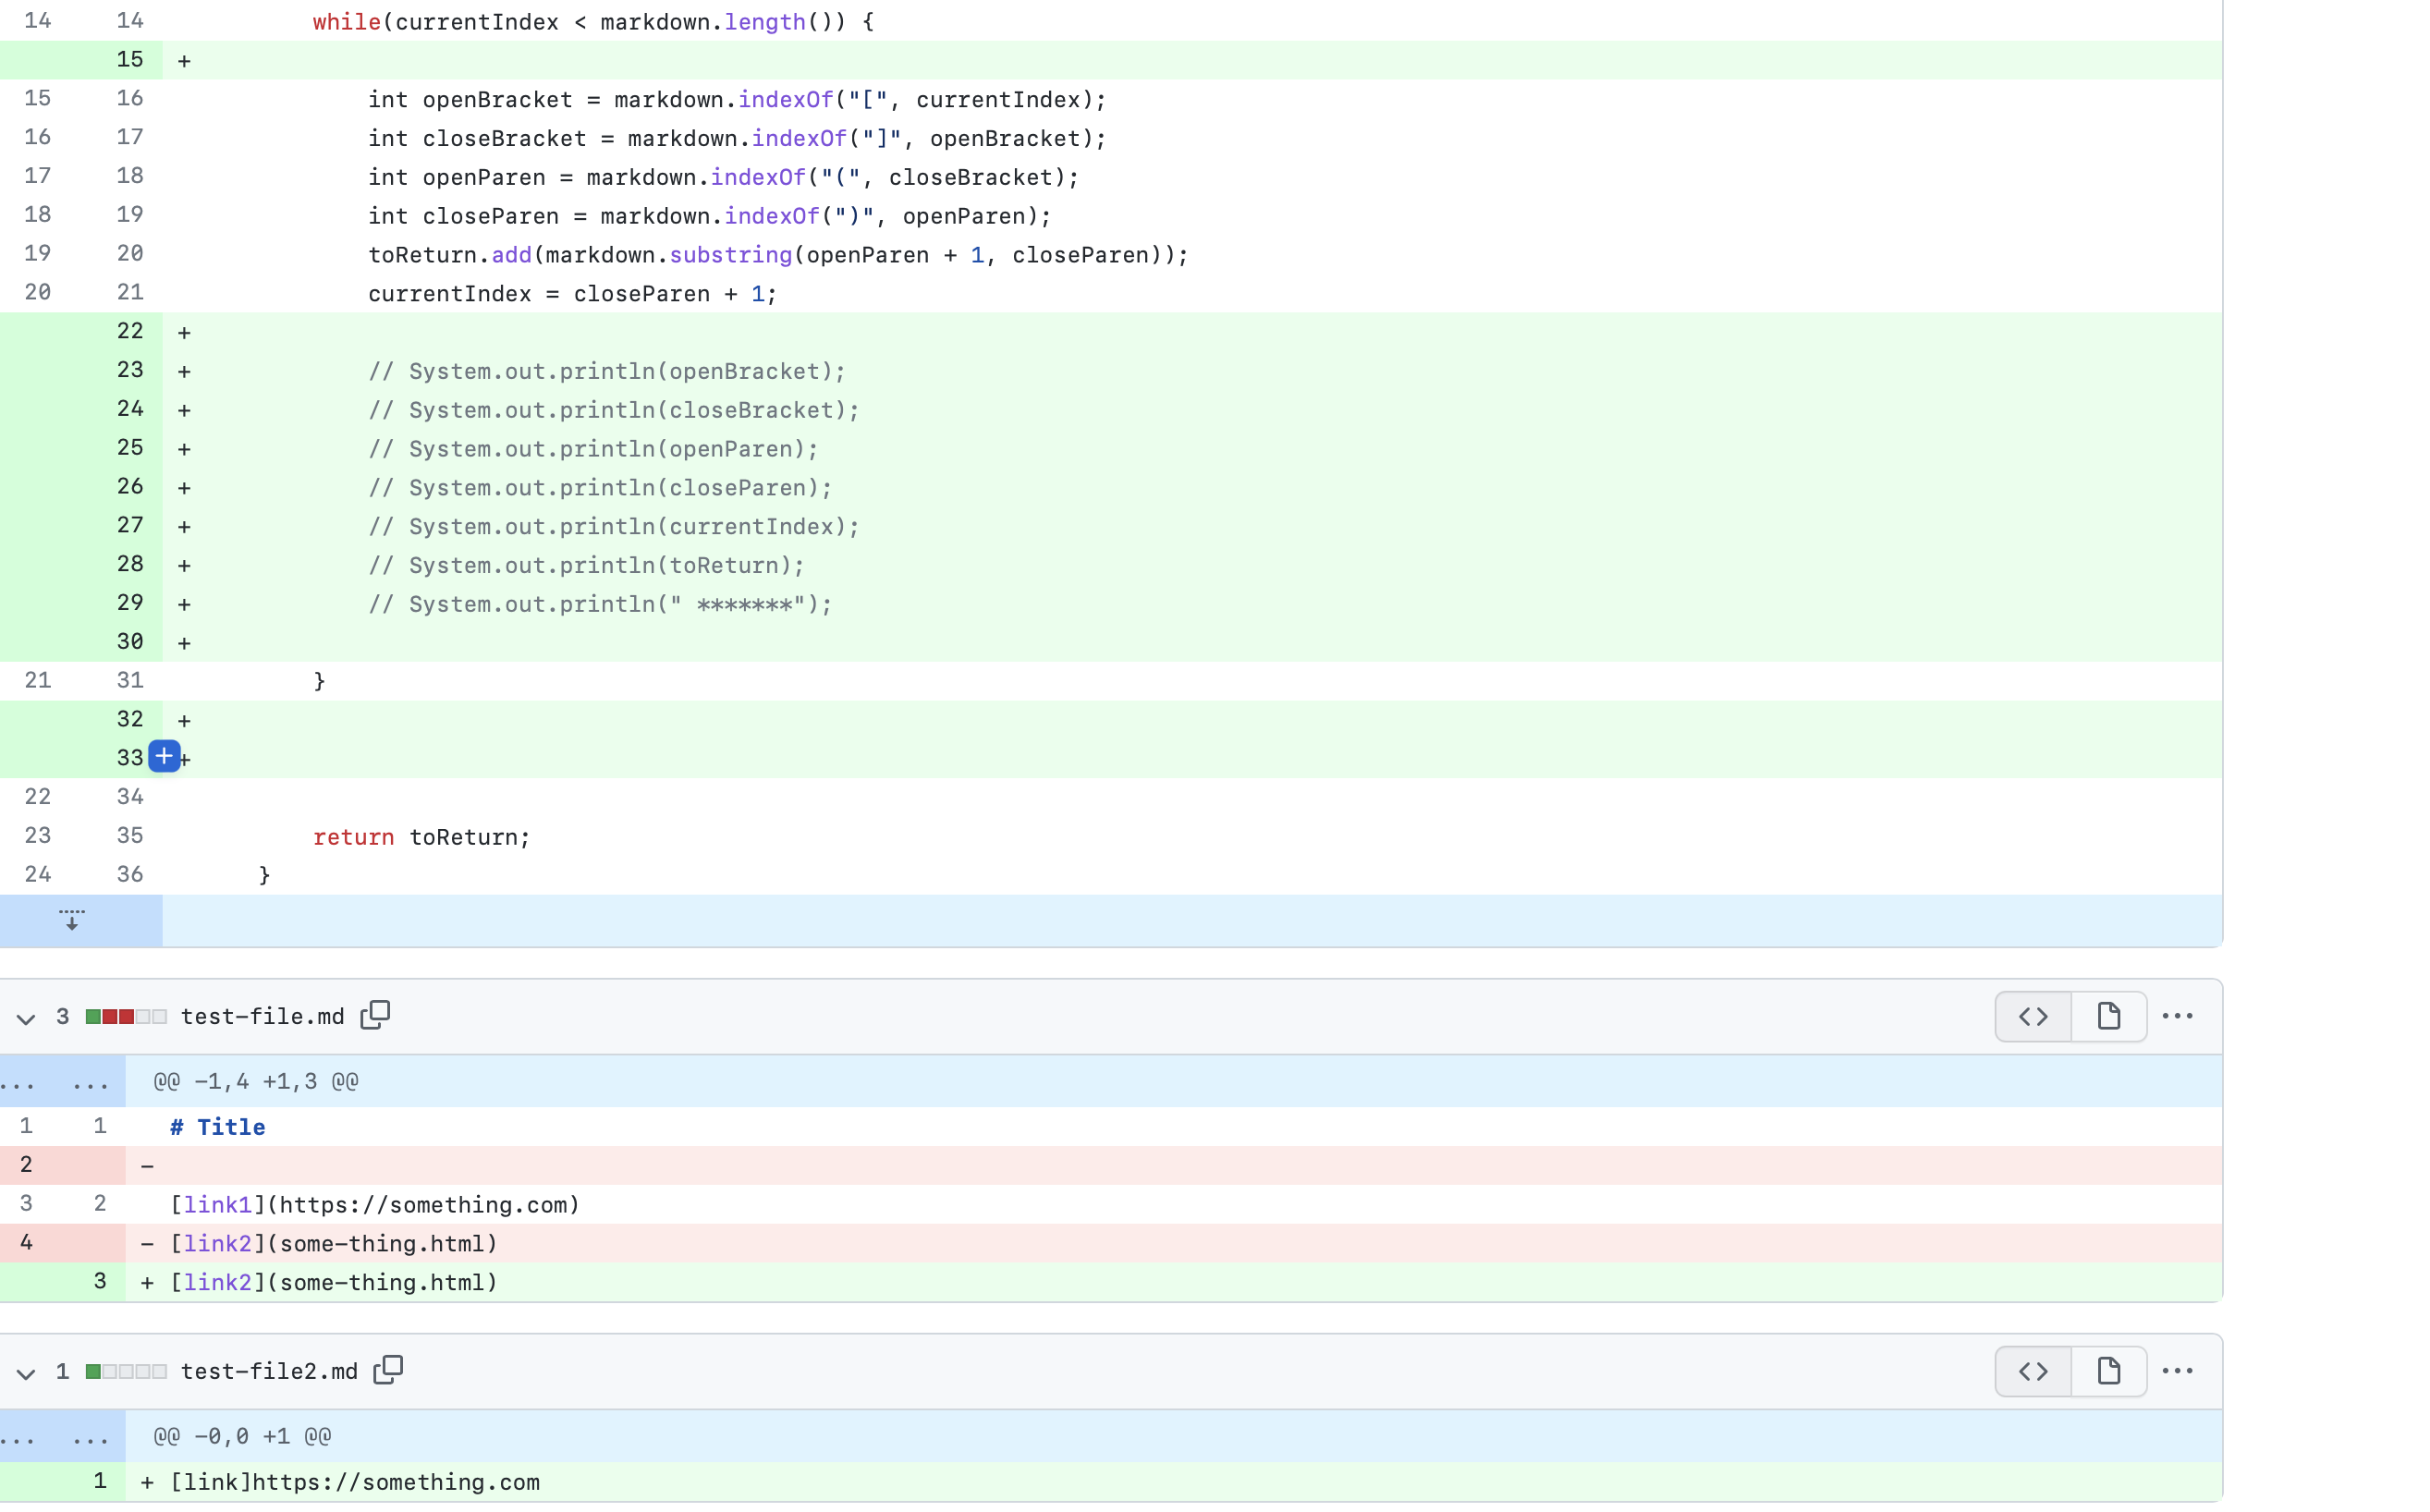 14 14 while(currentIndex < markdown.length()) {
15 +
15 16 int openBracket = markdown.indexOf("[", currentIndex);
16 17 int closeBracket = markdown.indexOf("]", openBracket);
17 18 int openParen = markdown.indexOf("(", closeBracket);
18 19 int closeParen = markdown.indexOf(")", openParen);
19 20 toReturn.add(markdown.substring(openParen + 1, closeParen));
20 21 currentIndex = closeParen + 1;
22 +
23 + // System.out.println(openBracket);
24 + // System.out.println(closeBracket);
25 + // System.out.println(openParen);
26 + // System.out.println(closeParen);
27 + // System.out.println(currentIndex);
28 + // System.out.println(toReturn);
29 + // System.out.println(" *******");
30 +
21 31 }
32 +
33 +
22 34
23 35 return toReturn;
24 36 }
3 test-file.md
... ... @@ -1,4 +1,3 @@
1 1 # Title
2 -
3 2 [link1](https://something.com)
4 - [link2](some-thing.html)
3 + [link2](some-thing.html)
1 test-file2.md
... ... @@ -0,0 +1 @@
1 + [link]https://something.com